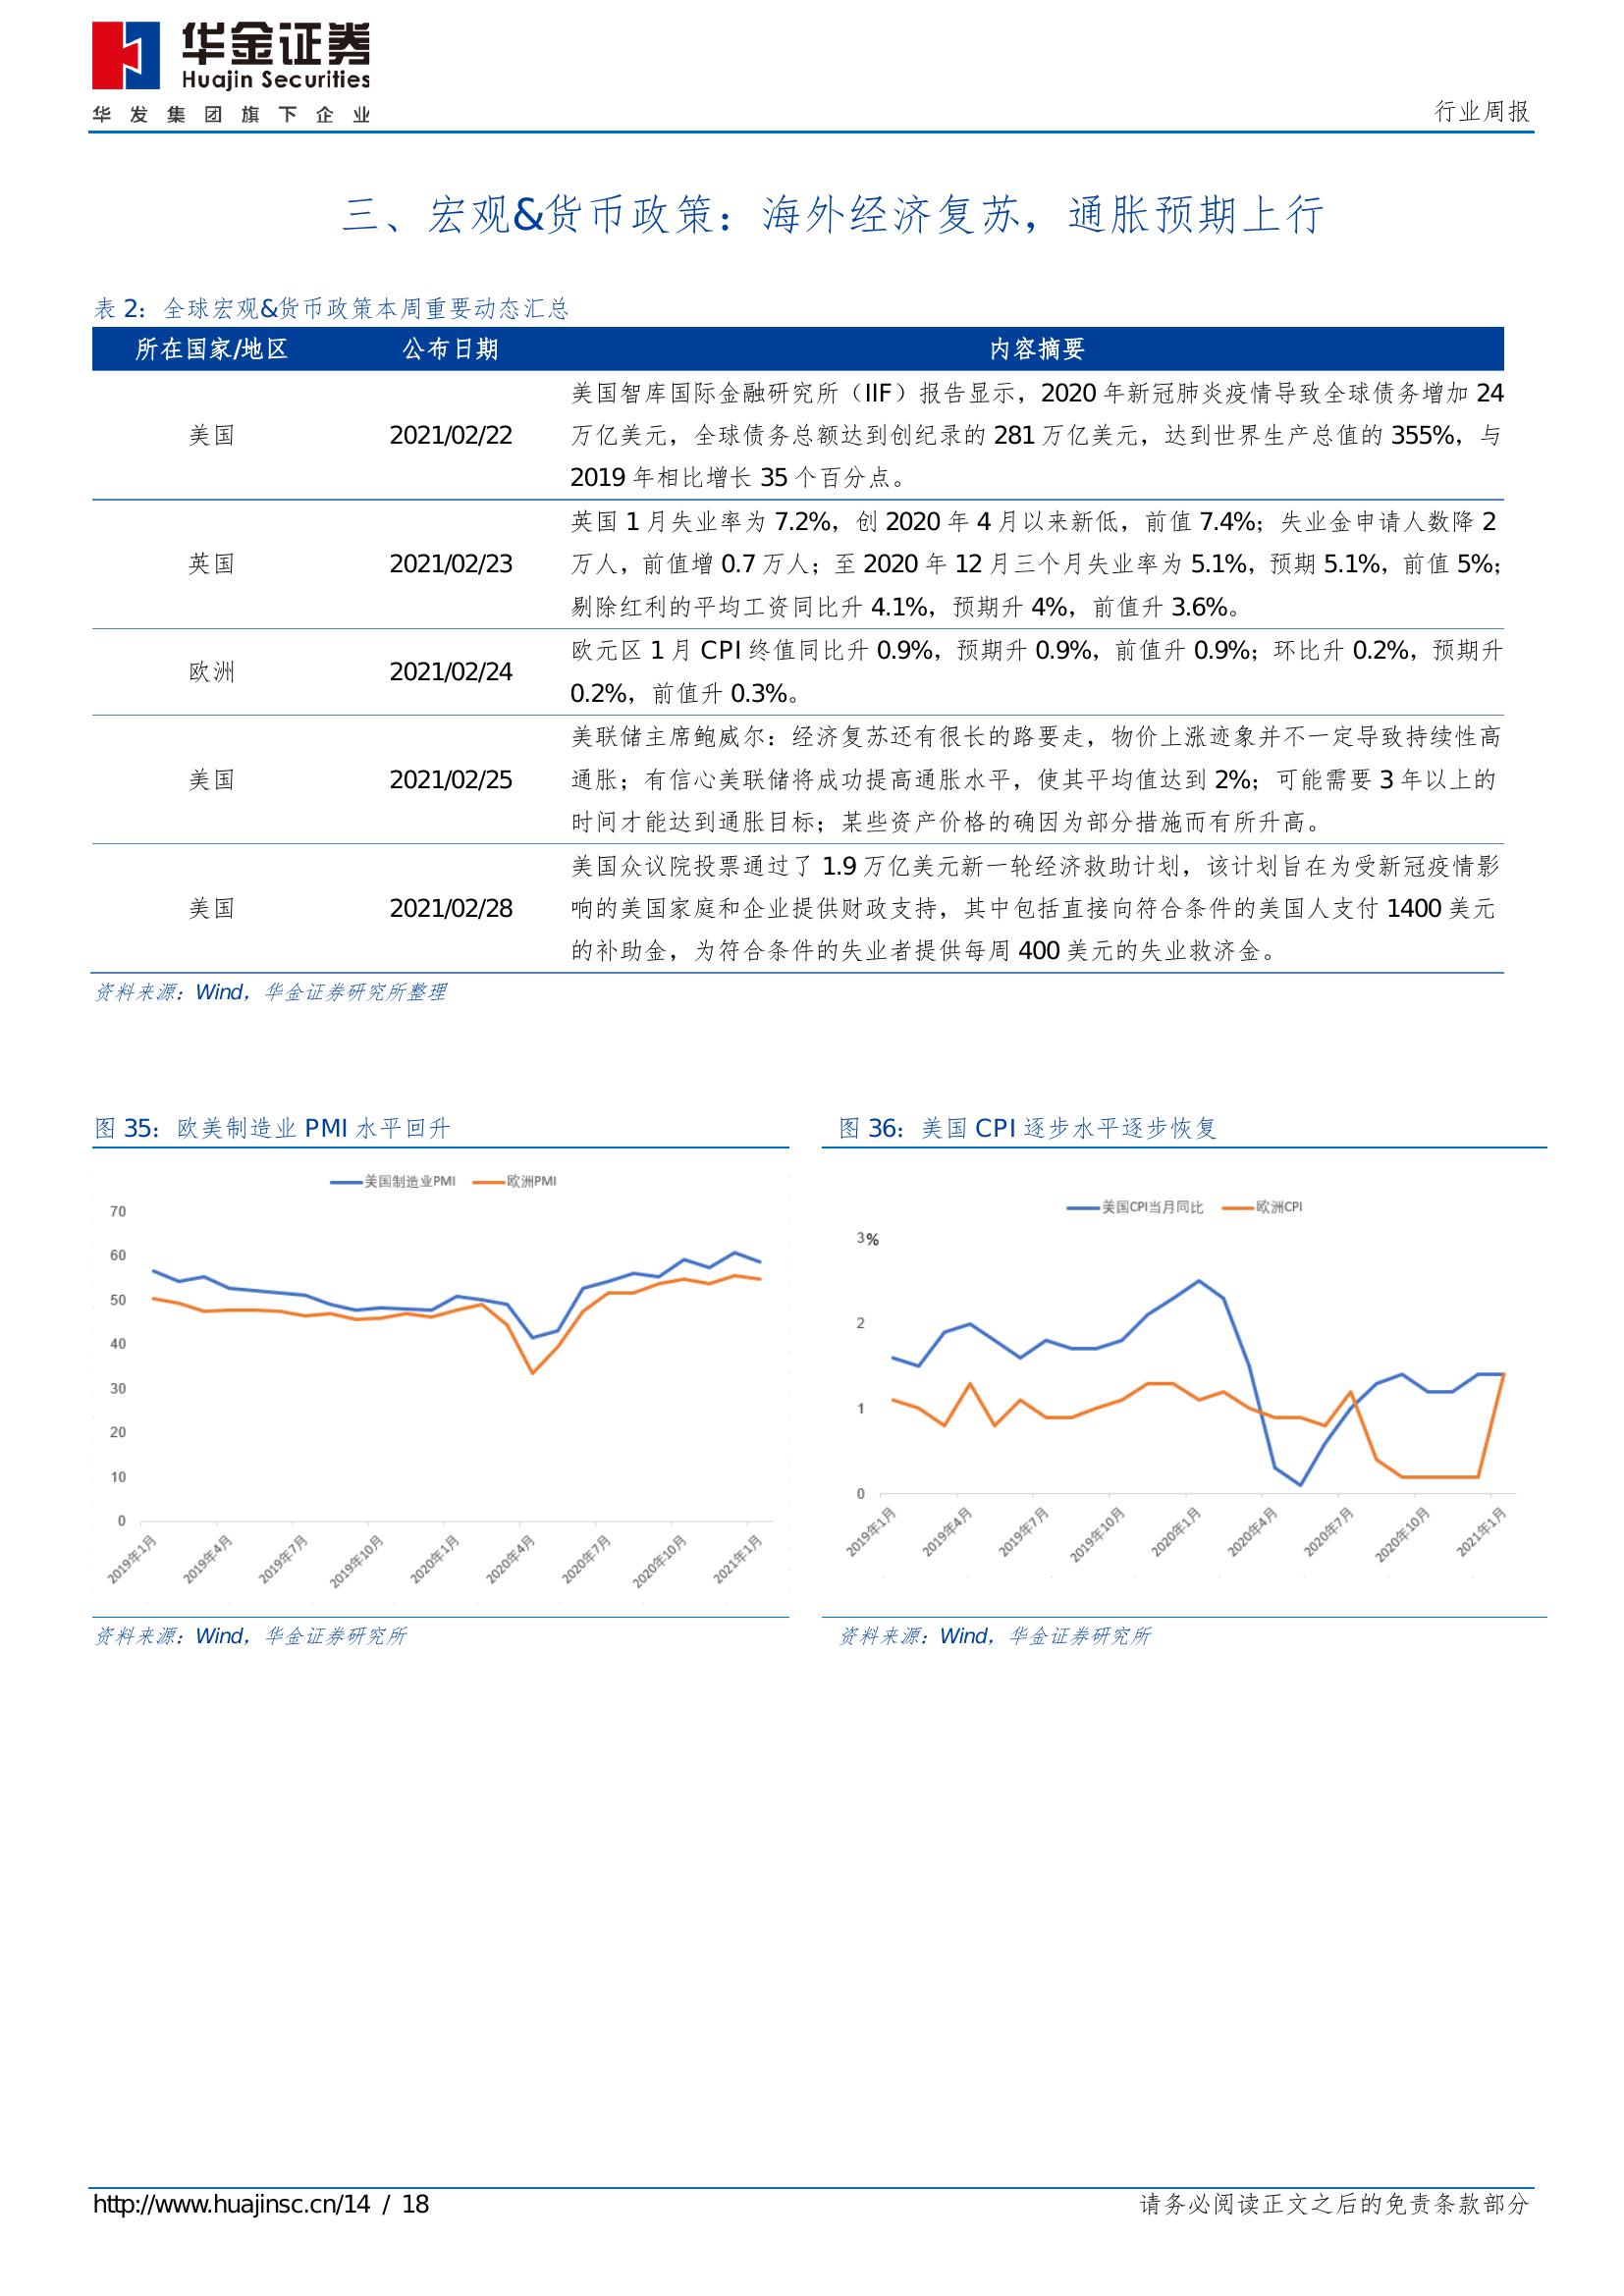 华金证券
Huajin Securities
华发集团旗下企业
行业周报
三、宏观&货币政策：海外经济复苏，通胀预期上行
表 2：全球宏观&货币政策本周重要动态汇总
所在国家/地区 公布日期 内容摘要
美国智库国际金融研究所（IIF）报告显示，2020 年新冠肺炎疫情导致全球债务增加 24
美国 2021/02/22 万亿美元，全球债务总额达到创纪录的 281 万亿美元，达到世界生产总值的 355%，与
2019 年相比增长 35 个百分点。
英国 1 月失业率为 7.2%，创 2020 年 4 月以来新低，前值 7.4%；失业金申请人数降 2
英国 2021/02/23 万人，前值增 0.7 万人；至 2020 年 12 月三个月失业率为 5.1%，预期 5.1%，前值 5%；
剔除红利的平均工资同比升 4.1%，预期升 4%，前值升 3.6%。
欧洲 2021/02/24 欧元区 1 月 CPI 终值同比升 0.9%，预期升 0.9%，前值升 0.9%；环比升 0.2%，预期升
0.2%，前值升 0.3%。
美联储主席鲍威尔：经济复苏还有很长的路要走，物价上涨迹象并不一定导致持续性高
美国 2021/02/25 通胀；有信心美联储将成功提高通胀水平，使其平均值达到 2%；可能需要 3 年以上的
时间才能达到通胀目标；某些资产价格的确因为部分措施而有所升高。
美国众议院投票通过了 1.9 万亿美元新一轮经济救助计划，该计划旨在为受新冠疫情影
美国 2021/02/28 响的美国家庭和企业提供财政支持，其中包括直接向符合条件的美国人支付 1400 美元
的补助金，为符合条件的失业者提供每周 400 美元的失业救济金。
资料来源：Wind，华金证券研究所整理
图 35：欧美制造业 PMI 水平回升
美国制造业PMI 欧洲PMI
70
60
50
40
30
20
10
0
2019年1月 2019年4月 2019年7月 2019年10月 2020年1月 2020年4月 2020年7月 2020年10月 2021年1月
资料来源：Wind，华金证券研究所
图 36：美国 CPI 逐步水平逐步恢复
美国CPI当月同比 欧洲CPI
3%
2
1
0
2019年1月 2019年4月 2019年7月 2019年10月 2020年1月 2020年4月 2020年7月 2020年10月 2021年1月
资料来源：Wind，华金证券研究所
http://www.huajinsc.cn/14 / 18
请务必阅读正文之后的免责条款部分